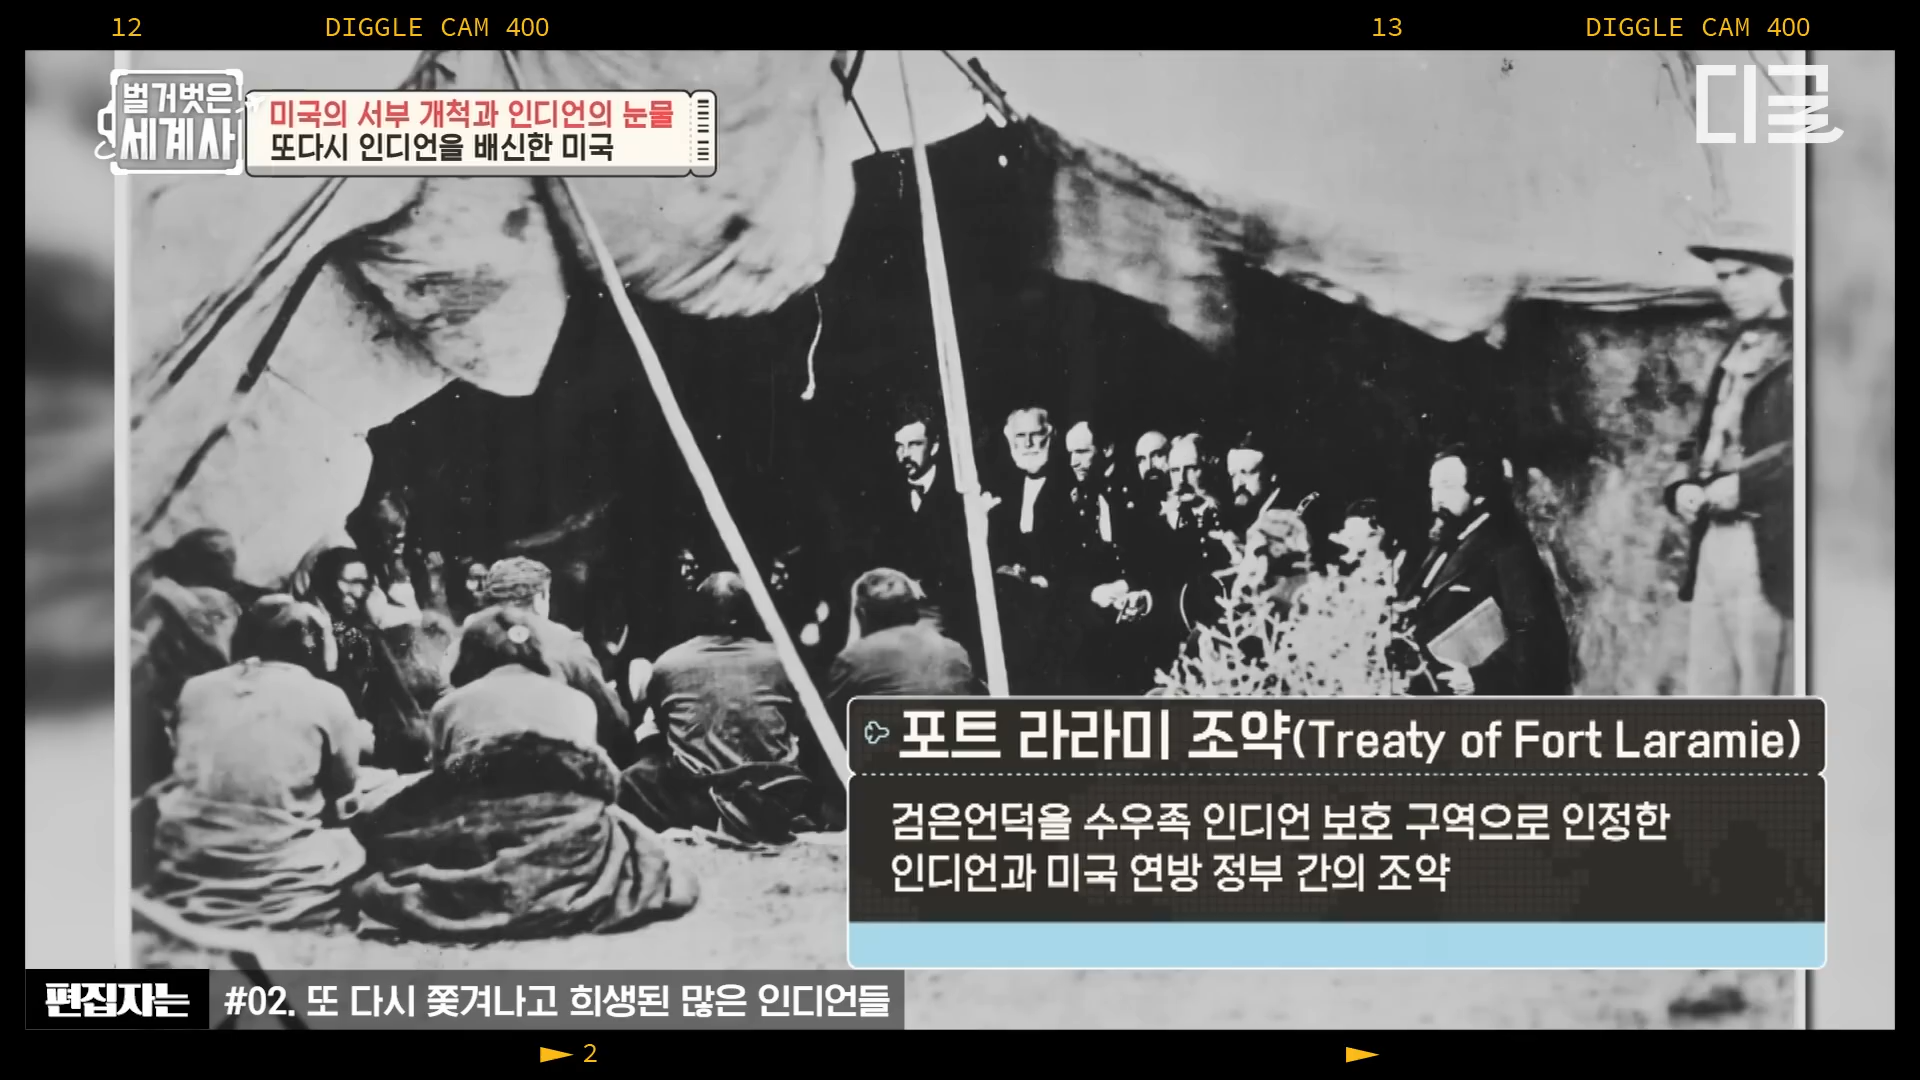 12
DIGGLE CAM 400
13
DIGGLE CAM 400
벌거벗은
세계사
미국의 서부 개척과 인디언의 눈물
또다시 인디언을 배신한 미국
디글
포트 라라미 조약(Treaty of Fort Laramie)
검은언덕을 수우족 인디언 보호 구역으로 인정한
인디언과 미국 연방 정부 간의 조약
편집자는
#02. 또 다시 쫓겨나고 희생된 많은 인디언들
2